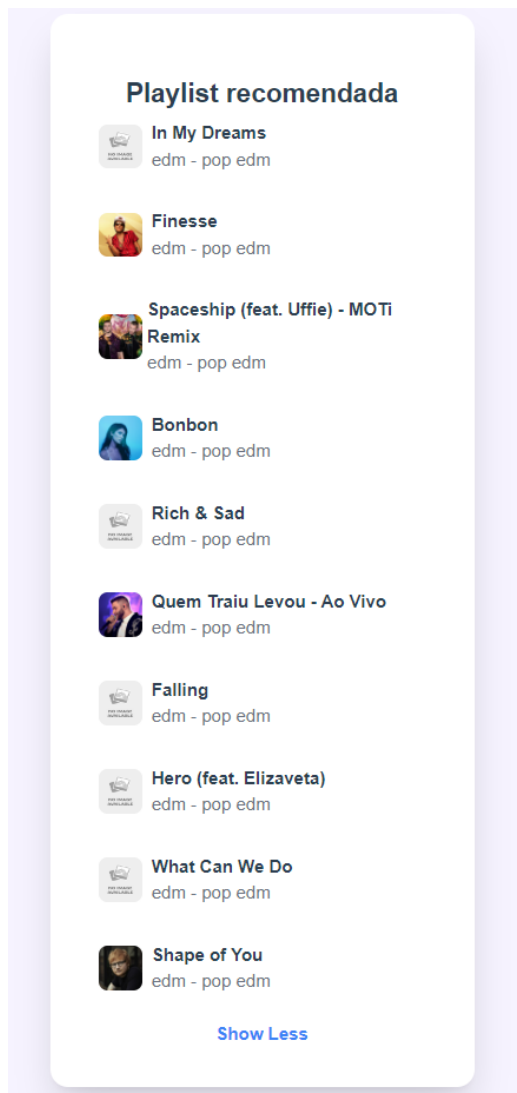 Playlist recomendada
In My Dreams
edm - pop edm
Finesse
edm - pop edm
Spaceship (feat. Uffie) - MOTi
Remix
edm - pop edm
Bonbon
edm - pop edm
Rich & Sad
edm - pop edm
Quem Traiu Levou - Ao Vivo
edm - pop edm
Falling
edm - pop edm
Hero (feat. Elizaveta)
edm - pop edm
What Can We Do
edm - pop edm
Shape of You
edm - pop edm
Show Less